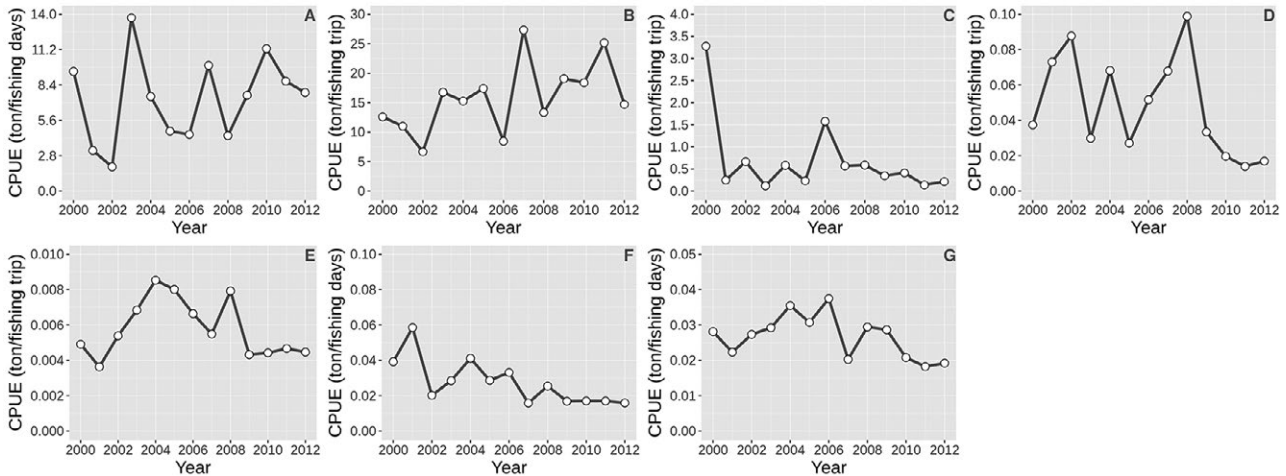 A
CPUE (ton/fishing days)
14.0
11.2
8.4
5.6
2.8
0.0
2000 2002 2004 2006 2008 2010 2012
Year
B
CPUE (ton/fishing trip)
30
25
20
15
10
5
0
2000 2002 2004 2006 2008 2010 2012
Year
C
CPUE (ton/fishing trip)
4.0
3.5
3.0
2.5
2.0
1.5
1.0
0.5
0.0
2000 2002 2004 2006 2008 2010 2012
Year
D
CPUE (ton/fishing trip)
0.10
0.08
0.06
0.04
0.02
0.00
2000 2002 2004 2006 2008 2010 2012
Year
E
CPUE (ton/fishing trip)
0.010
0.008
0.006
0.004
0.002
0.000
2000 2002 2004 2006 2008 2010 2012
Year
F
CPUE (ton/fishing days)
0.10
0.08
0.06
0.04
0.02
0.00
2000 2002 2004 2006 2008 2010 2012
Year
G
CPUE (ton/fishing days)
0.05
0.04
0.03
0.02
0.01
0.00
2000 2002 2004 2006 2008 2010 2012
Year